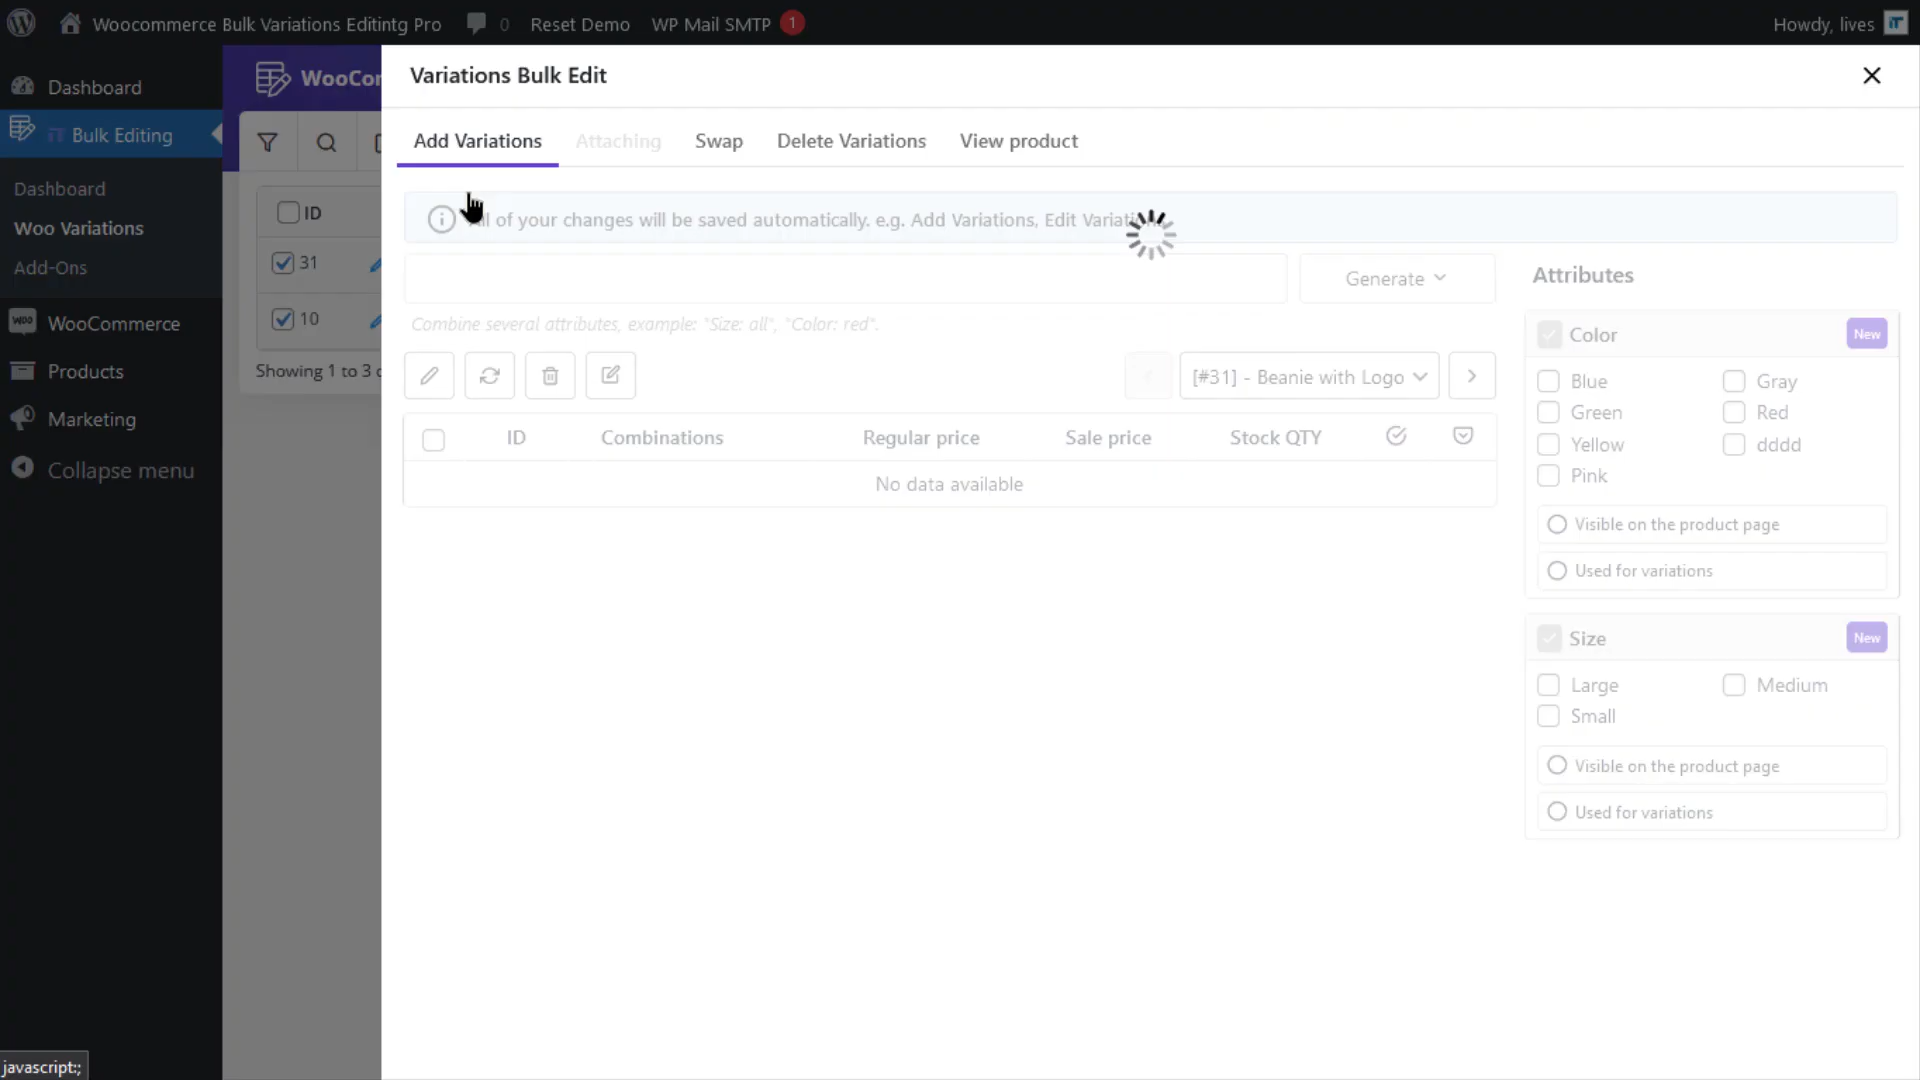 Woocommerce Bulk Variations Editintg Pro
0
Reset Demo
WP Mail SMTP
1
Howdy, lives
iT
Dashboard
iT Bulk Editing
Dashboard
Woo Variations
Add-Ons
woo WooCommerce
Products
Marketing
Collapse menu
ID
31
10
Showing 1 to 3
Variations Bulk Edit
Add Variations
Attaching
Swap
Delete Variations
View product
of your changes will be saved automatically. e.g. Add Variations, Edit
Generate
Combine several attributes, example: "Size: all", "Color: red".
[#31] - Beanie with Logo
ID
Combinations
Regular price
Sale price
Stock QTY
No data available
Attributes
Color
New
Blue
Gray
Green
Red
Yellow
dddd
Pink
Visible on the product page
Used for variations
Size
New
Large
Medium
Small
Visible on the product page
Used for variations
javascript:;